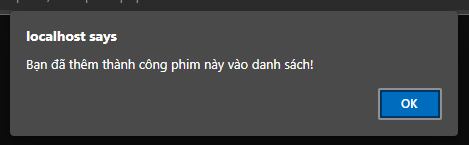 localhost says
Bạn đã thêm thành công phim này vào danh sách!
OK